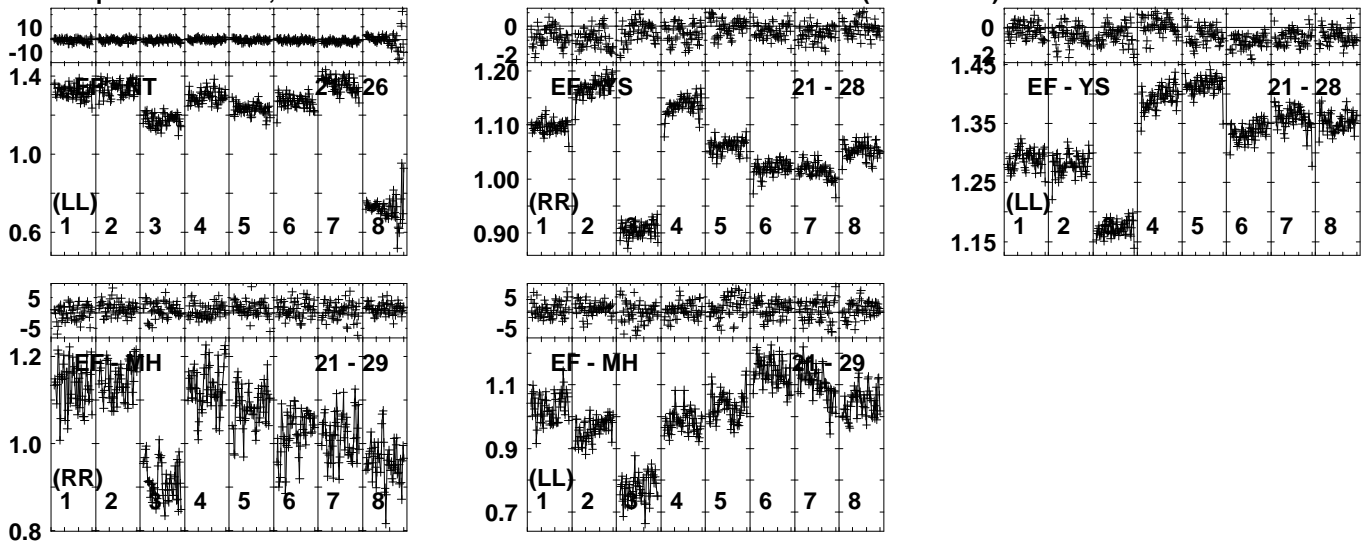 10
-10
1.4
EF - NT 21 - 26
1.0
(LL)
0.6
1 2 3 4 5 6 7 8
0
-2
1.20
EF - YS 21 - 28
1.10
1.00
(RR)
0.90
1 2 3 4 5 6 7 8
0
-2
1.45
EF - YS 21 - 28
1.35
1.25
(LL)
1.15
1 2 3 4 5 6 7 8
5
-5
1.2
EF - MH 21 - 29
1.0
(RR)
0.8
1 2 3 4 5 6 7 8
5
-5
EF - MH 21 - 29
1.1
0.9
(LL)
0.7
1 2 3 4 5 6 7 8